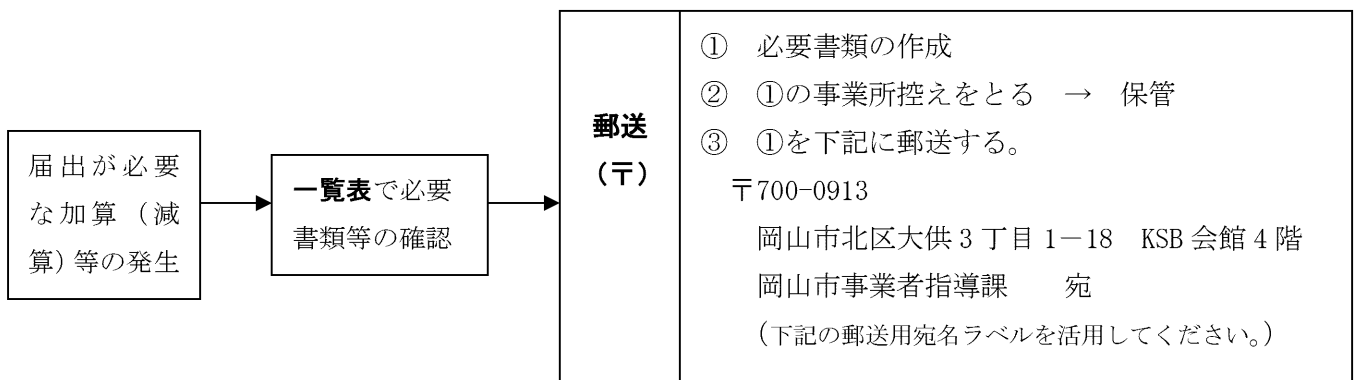 届出が必要
な加算（減
算）等の発生
一覧表で必要
書類等の確認
郵送
（〒）
① 必要書類の作成
② ①の事業所控えをとる → 保管
③ ①を下記に郵送する。
〒700-0913
岡山市北区大供３丁目１－18 KSB 会館４階
岡山市事業者指導課 宛
（下記の郵送用宛名ラベルを活用してください。）